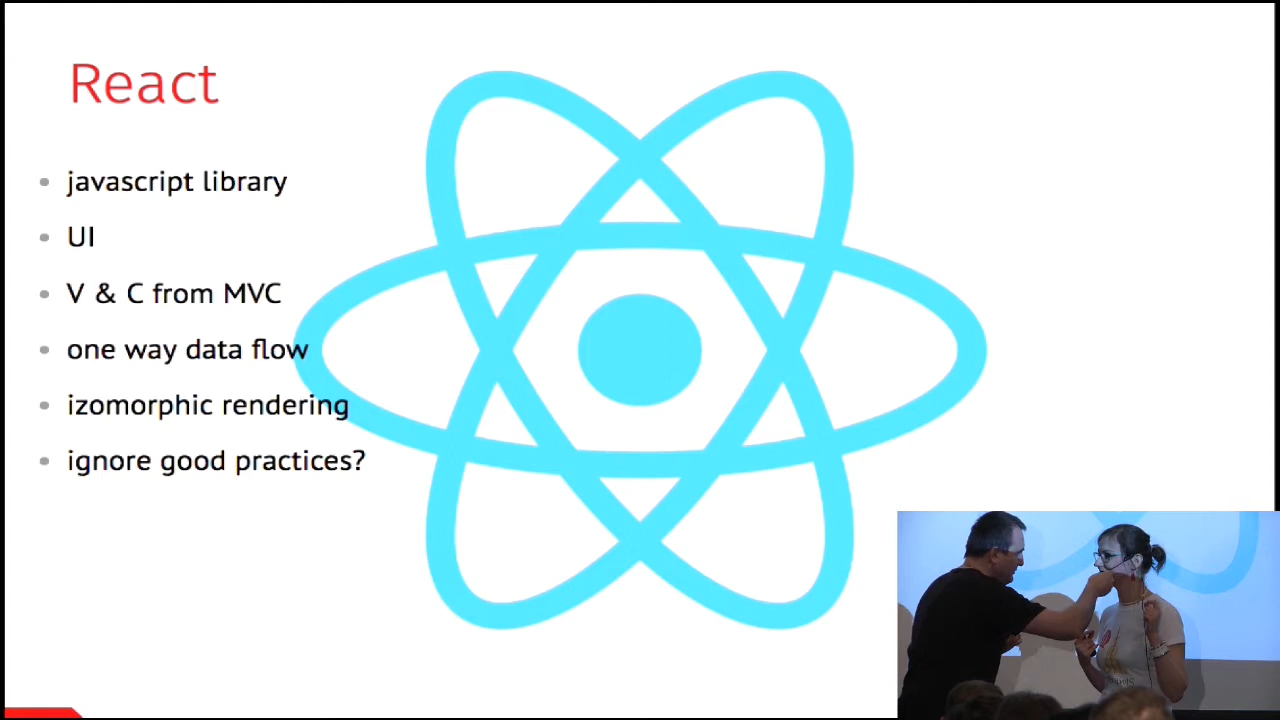 React
javascript library
UI
V & C from MVC
one way data flow
izomorphic rendering
ignore good practices?